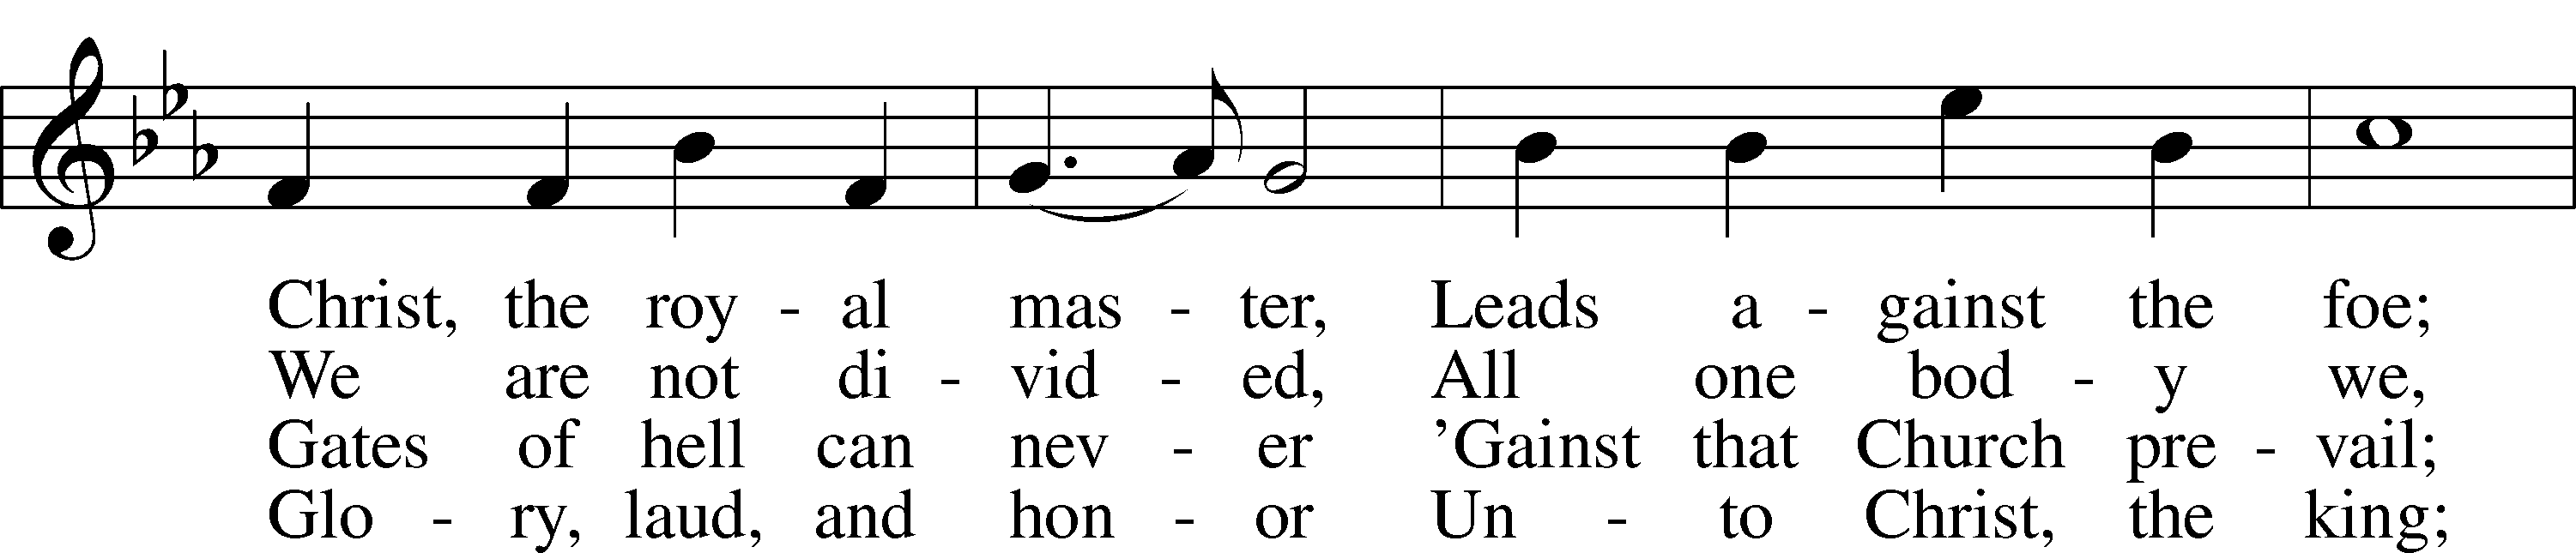 Christ, the roy - al mas - ter, Leads a - gainst the foe;
We are not di - vid - ed, All one bod - y we,
Gates of hell can nev - er ’Gainst that Church pre - vail;
Glo - ry, laud, and hon - or Un - to Christ, the king;